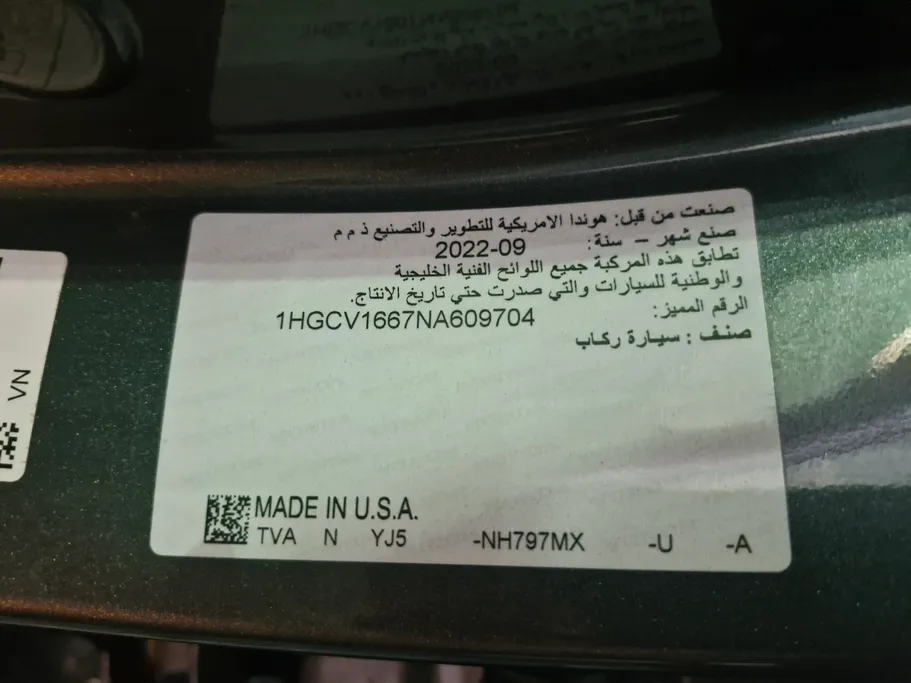 صنعت من قبل: هوندا الامريكية للتطوير والتصنيع ذ م م
صنع شهر – سنة: 2022-09
تطابق هذه المركبة جميع اللوائح الفنية الخليجية
والوطنية للسيارات والتي صدرت حتي تاريخ الانتاج.
الرقم المميز: 1HGCV1667NA609704
صنف : سيارة ركاب
MADE IN U.S.A.
TVA N YJ5 -NH797MX -U -A
VN